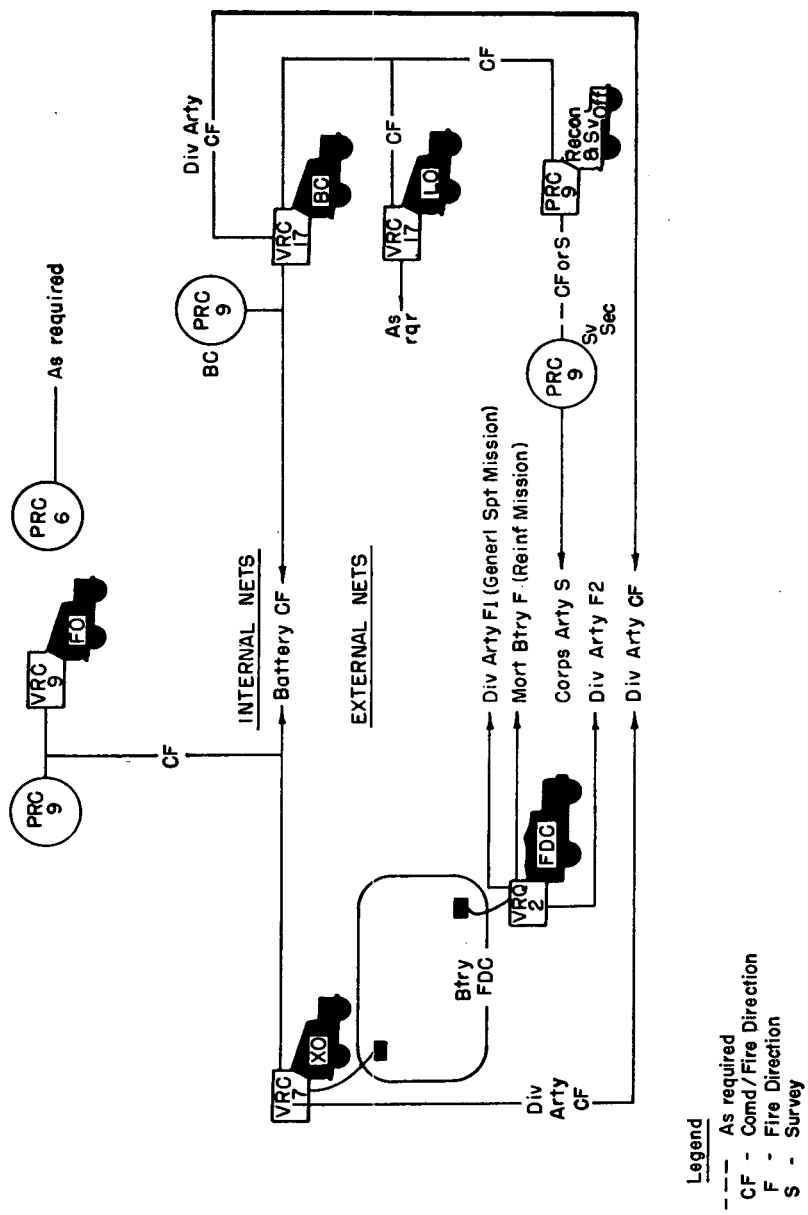 PRC
6
As required
PRC
9
VRC
9
FO
CF
PRC
9
BC
Div Arty
CF
VRC
17
BC
INTERNAL NETS
Battery CF
EXTERNAL NETS
CF
VRC
17
LO
As
rqr
CF
XO
VRC
17
Btry
FDC
VRQ
2
FDC
Div Arty F1 (Generl Spt Mission)
Mort Btry F (Reinf Mission)
Corps Arty S
Div Arty F2
Div Arty CF
PRC
9
Sv
Sec
CForS
PRC
9
Recon
& Sv Off
Div
Arty
CF
Legend
--- As required
CF - Comd/Fire Direction
F - Fire Direction
S - Survey